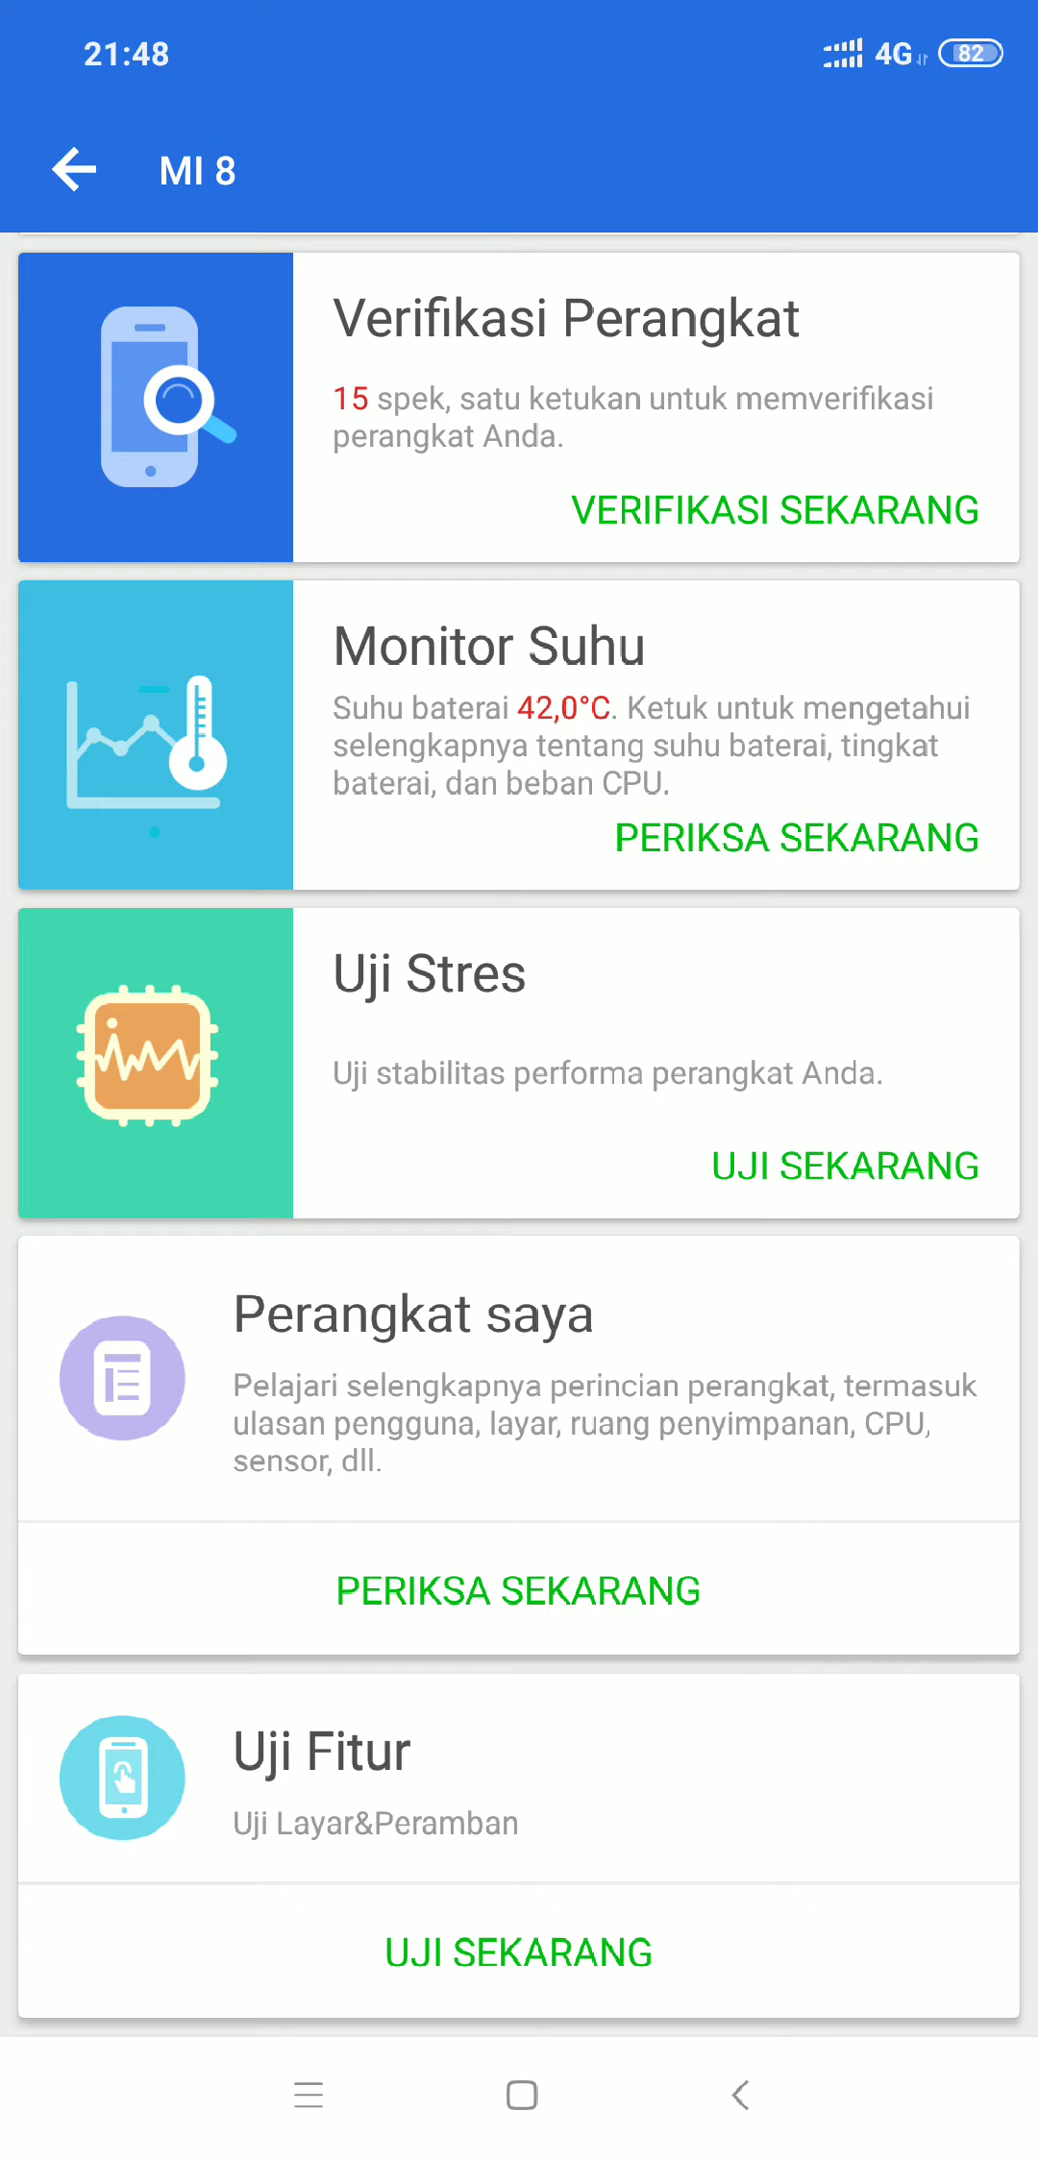 21:48
4G
82
MI 8
Verifikasi Perangkat
15 spek, satu ketukan untuk memverifikasi
perangkat Anda.
VERIFIKASI SEKARANG
Monitor Suhu
Suhu baterai 42,0°C. Ketuk untuk mengetahui
selengkapnya tentang suhu baterai, tingkat
baterai, dan beban CPU.
PERIKSA SEKARANG
Uji Stres
Uji stabilitas performa perangkat Anda.
UJI SEKARANG
Perangkat saya
Pelajari selengkapnya perincian perangkat, termasuk
ulasan pengguna, layar, ruang penyimpanan, CPU,
sensor, dll.
PERIKSA SEKARANG
Uji Fitur
Uji Layar&Peramban
UJI SEKARANG